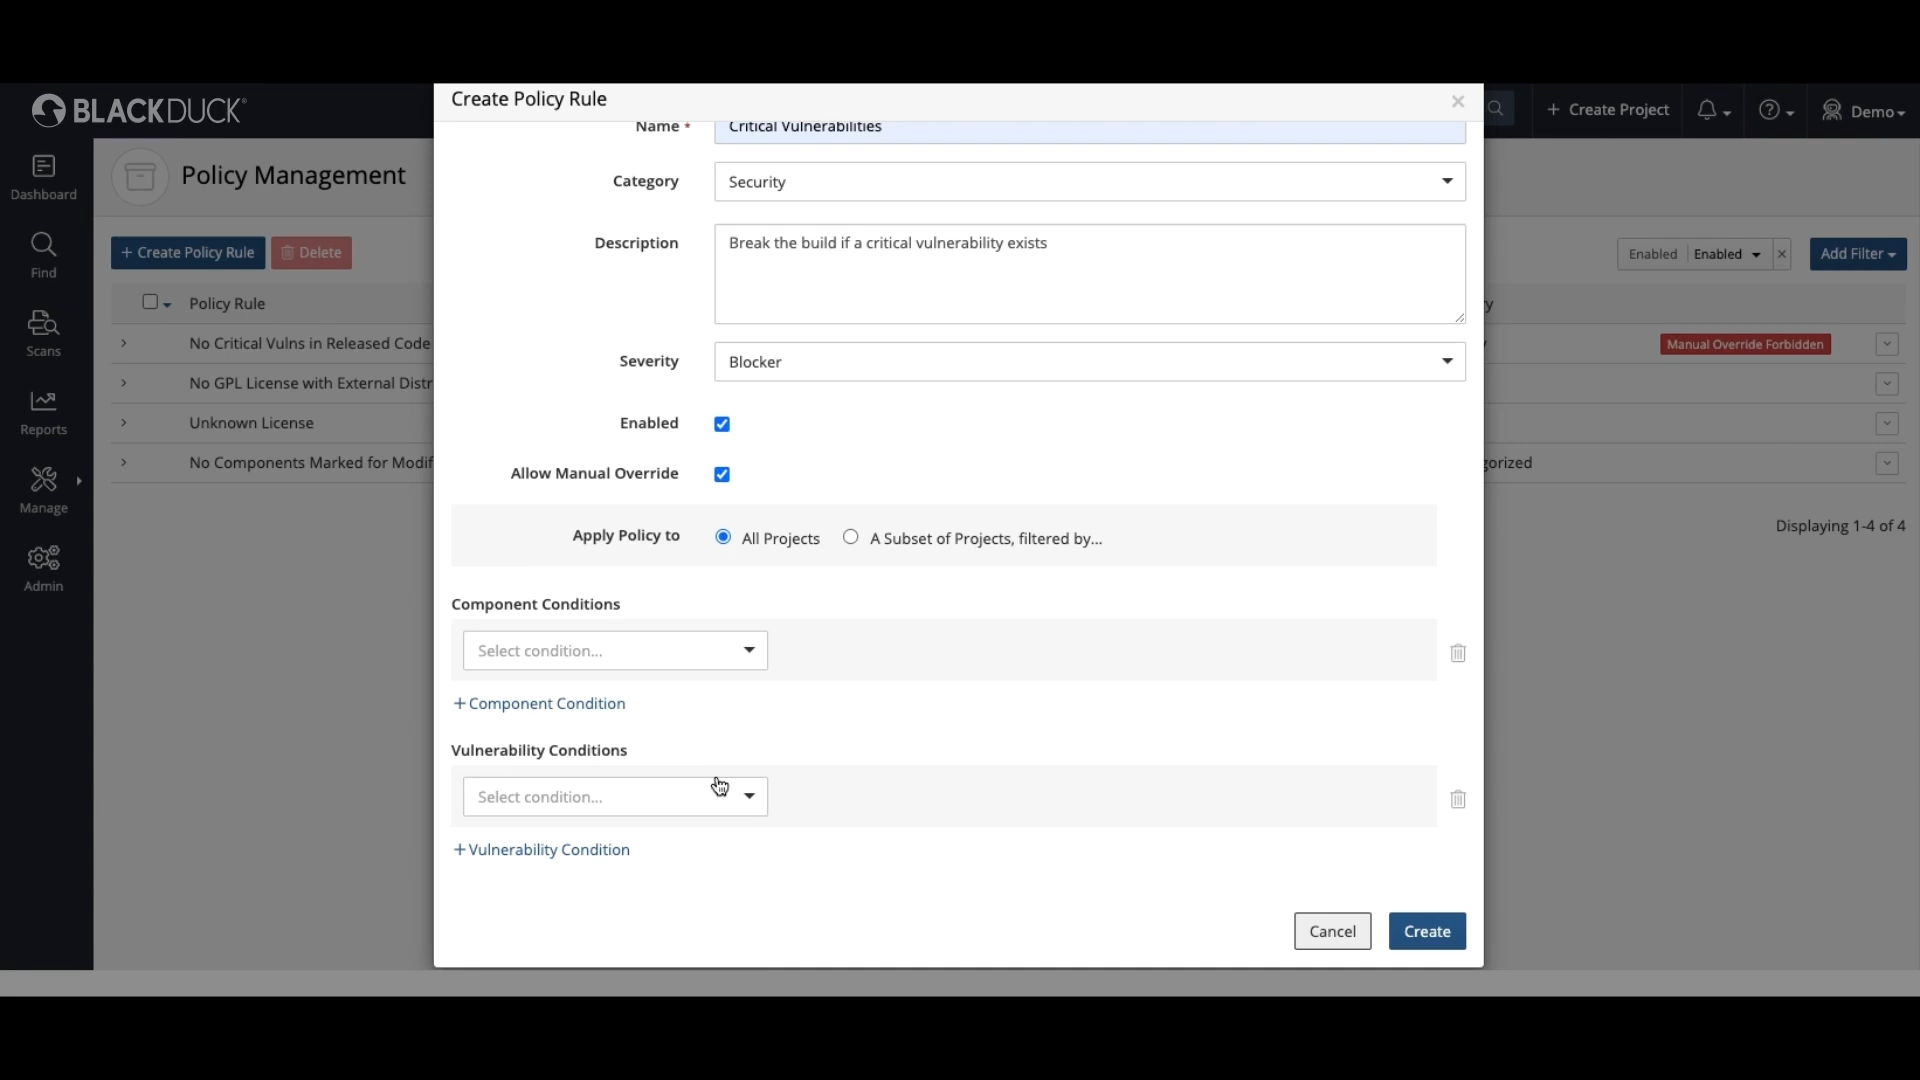 BLACKDUCK
Create Policy Rule
×
+ Create Project
Demo
Dashboard
Find
Scans
Reports
Manage
Admin
Policy Management
+ Create Policy Rule
Delete
Enabled Enabled ×
Add Filter
Policy Rule
No Critical Vulns in Released Code
Manual Override Forbidden
No GPL License with External Distr
Unknown License
No Components Marked for Modif
gorized
Displaying 1-4 of 4
Name * Critical Vulnerabilities
Category Security
Description Break the build if a critical vulnerability exists
Severity Blocker
Enabled
Allow Manual Override
Apply Policy to All Projects A Subset of Projects, filtered by...
Component Conditions
Select condition...
+ Component Condition
Vulnerability Conditions
Select condition...
+ Vulnerability Condition
Cancel
Create